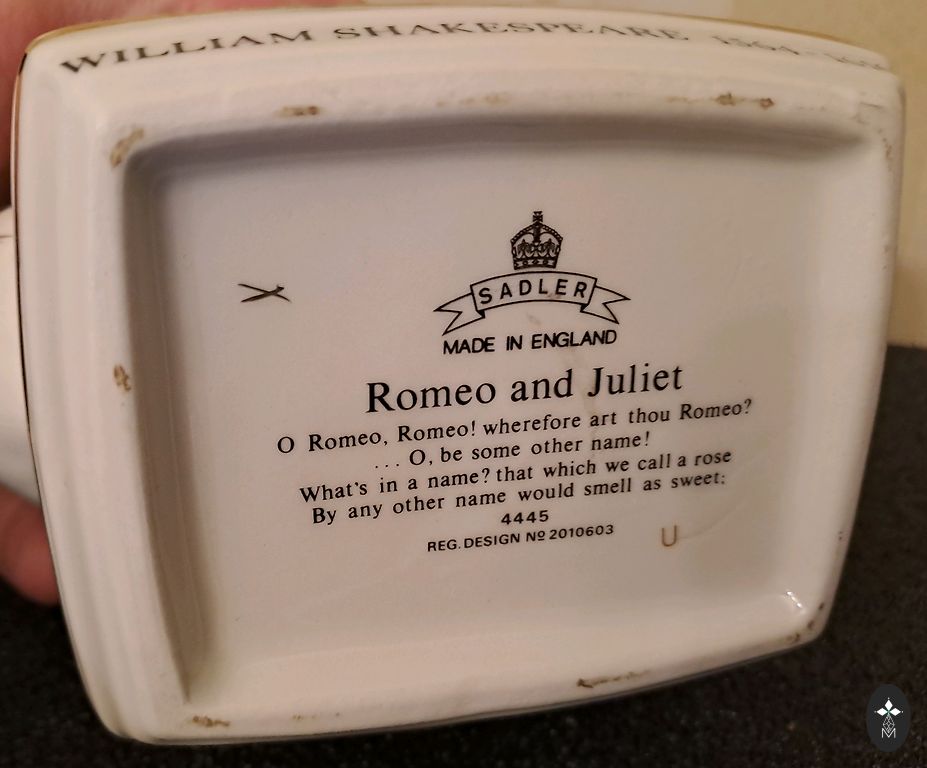 WILLIAM SHAKESPEARE 1564-
SADLER
MADE IN ENGLAND
Romeo and Juliet
O Romeo, Romeo! wherefore art thou Romeo?
... O, be some other name!
What's in a name? that which we call a rose
By any other name would smell as sweet;
4445
REG. DESIGN Nº 2010603
U
M